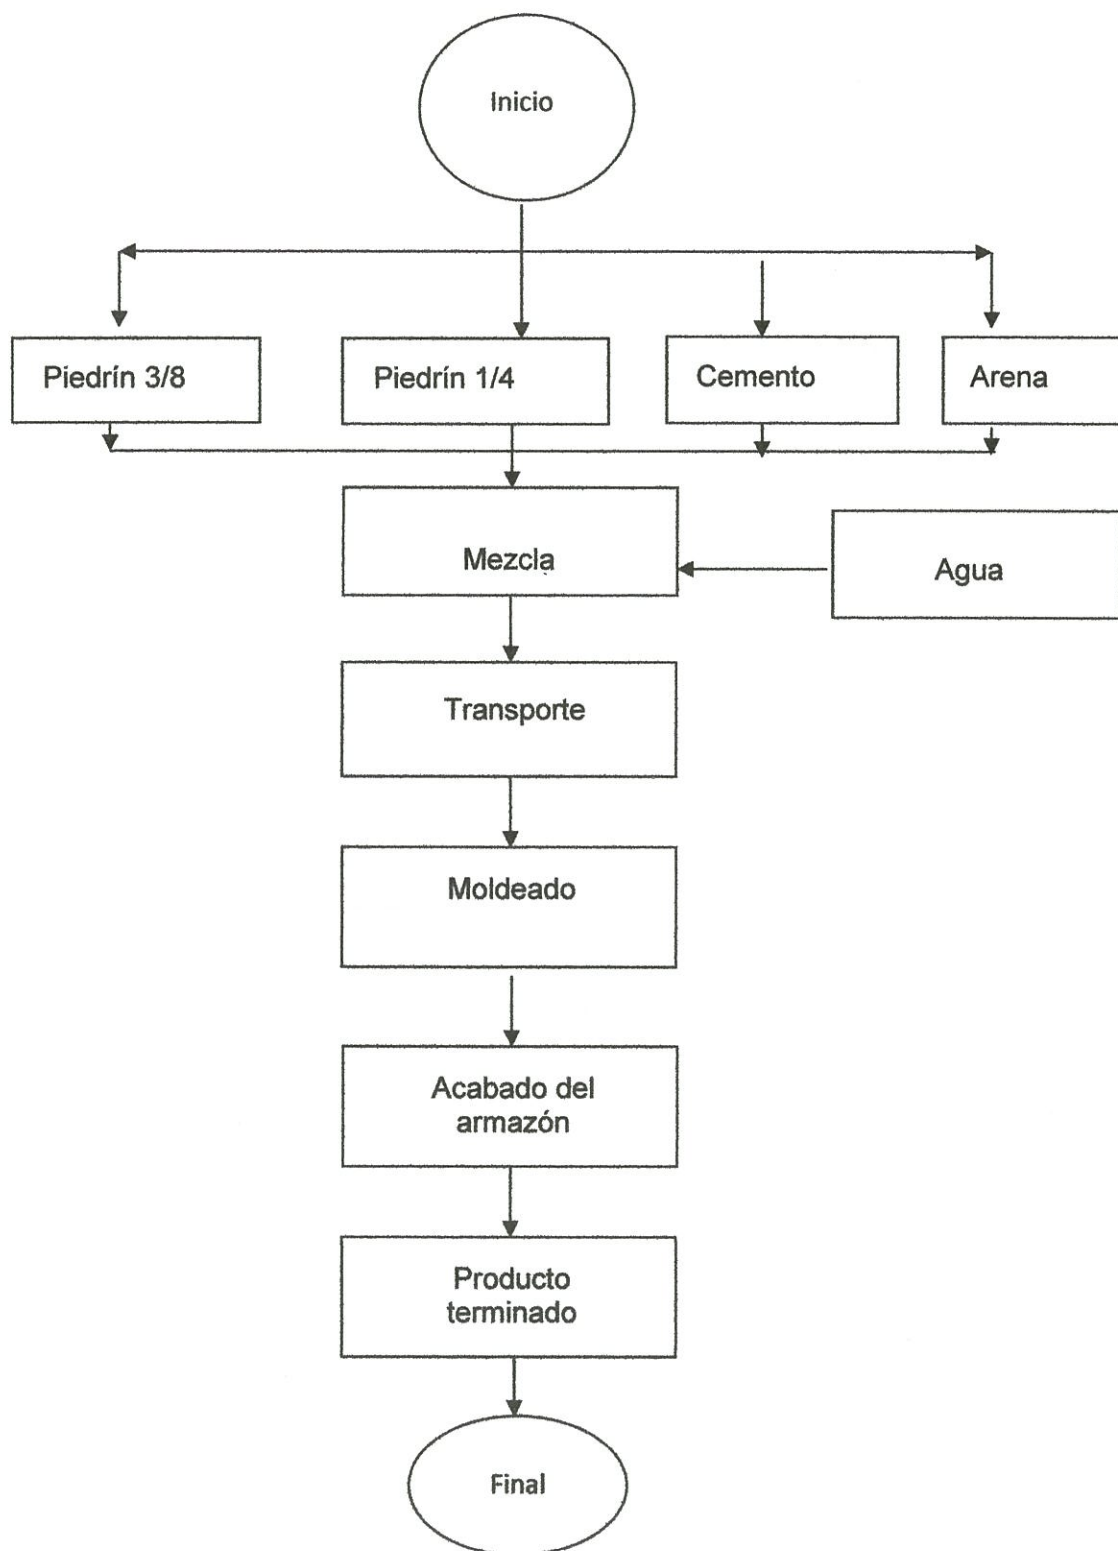 Inicio
Piedrín 3/8
Piedrín 1/4
Cemento
Arena
Mezcla
Agua
Transporte
Moldeado
Acabado del
armazón
Producto
terminado
Final